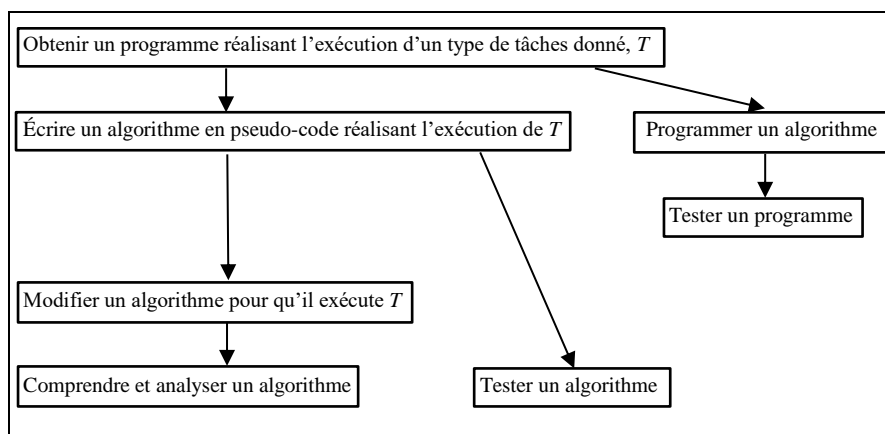 Obtenir un programme réalisant l’exécution d’un type de tâches donné, T
Écrire un algorithme en pseudo-code réalisant l’exécution de T
Programmer un algorithme
Tester un programme
Modifier un algorithme pour qu’il exécute T
Comprendre et analyser un algorithme
Tester un algorithme